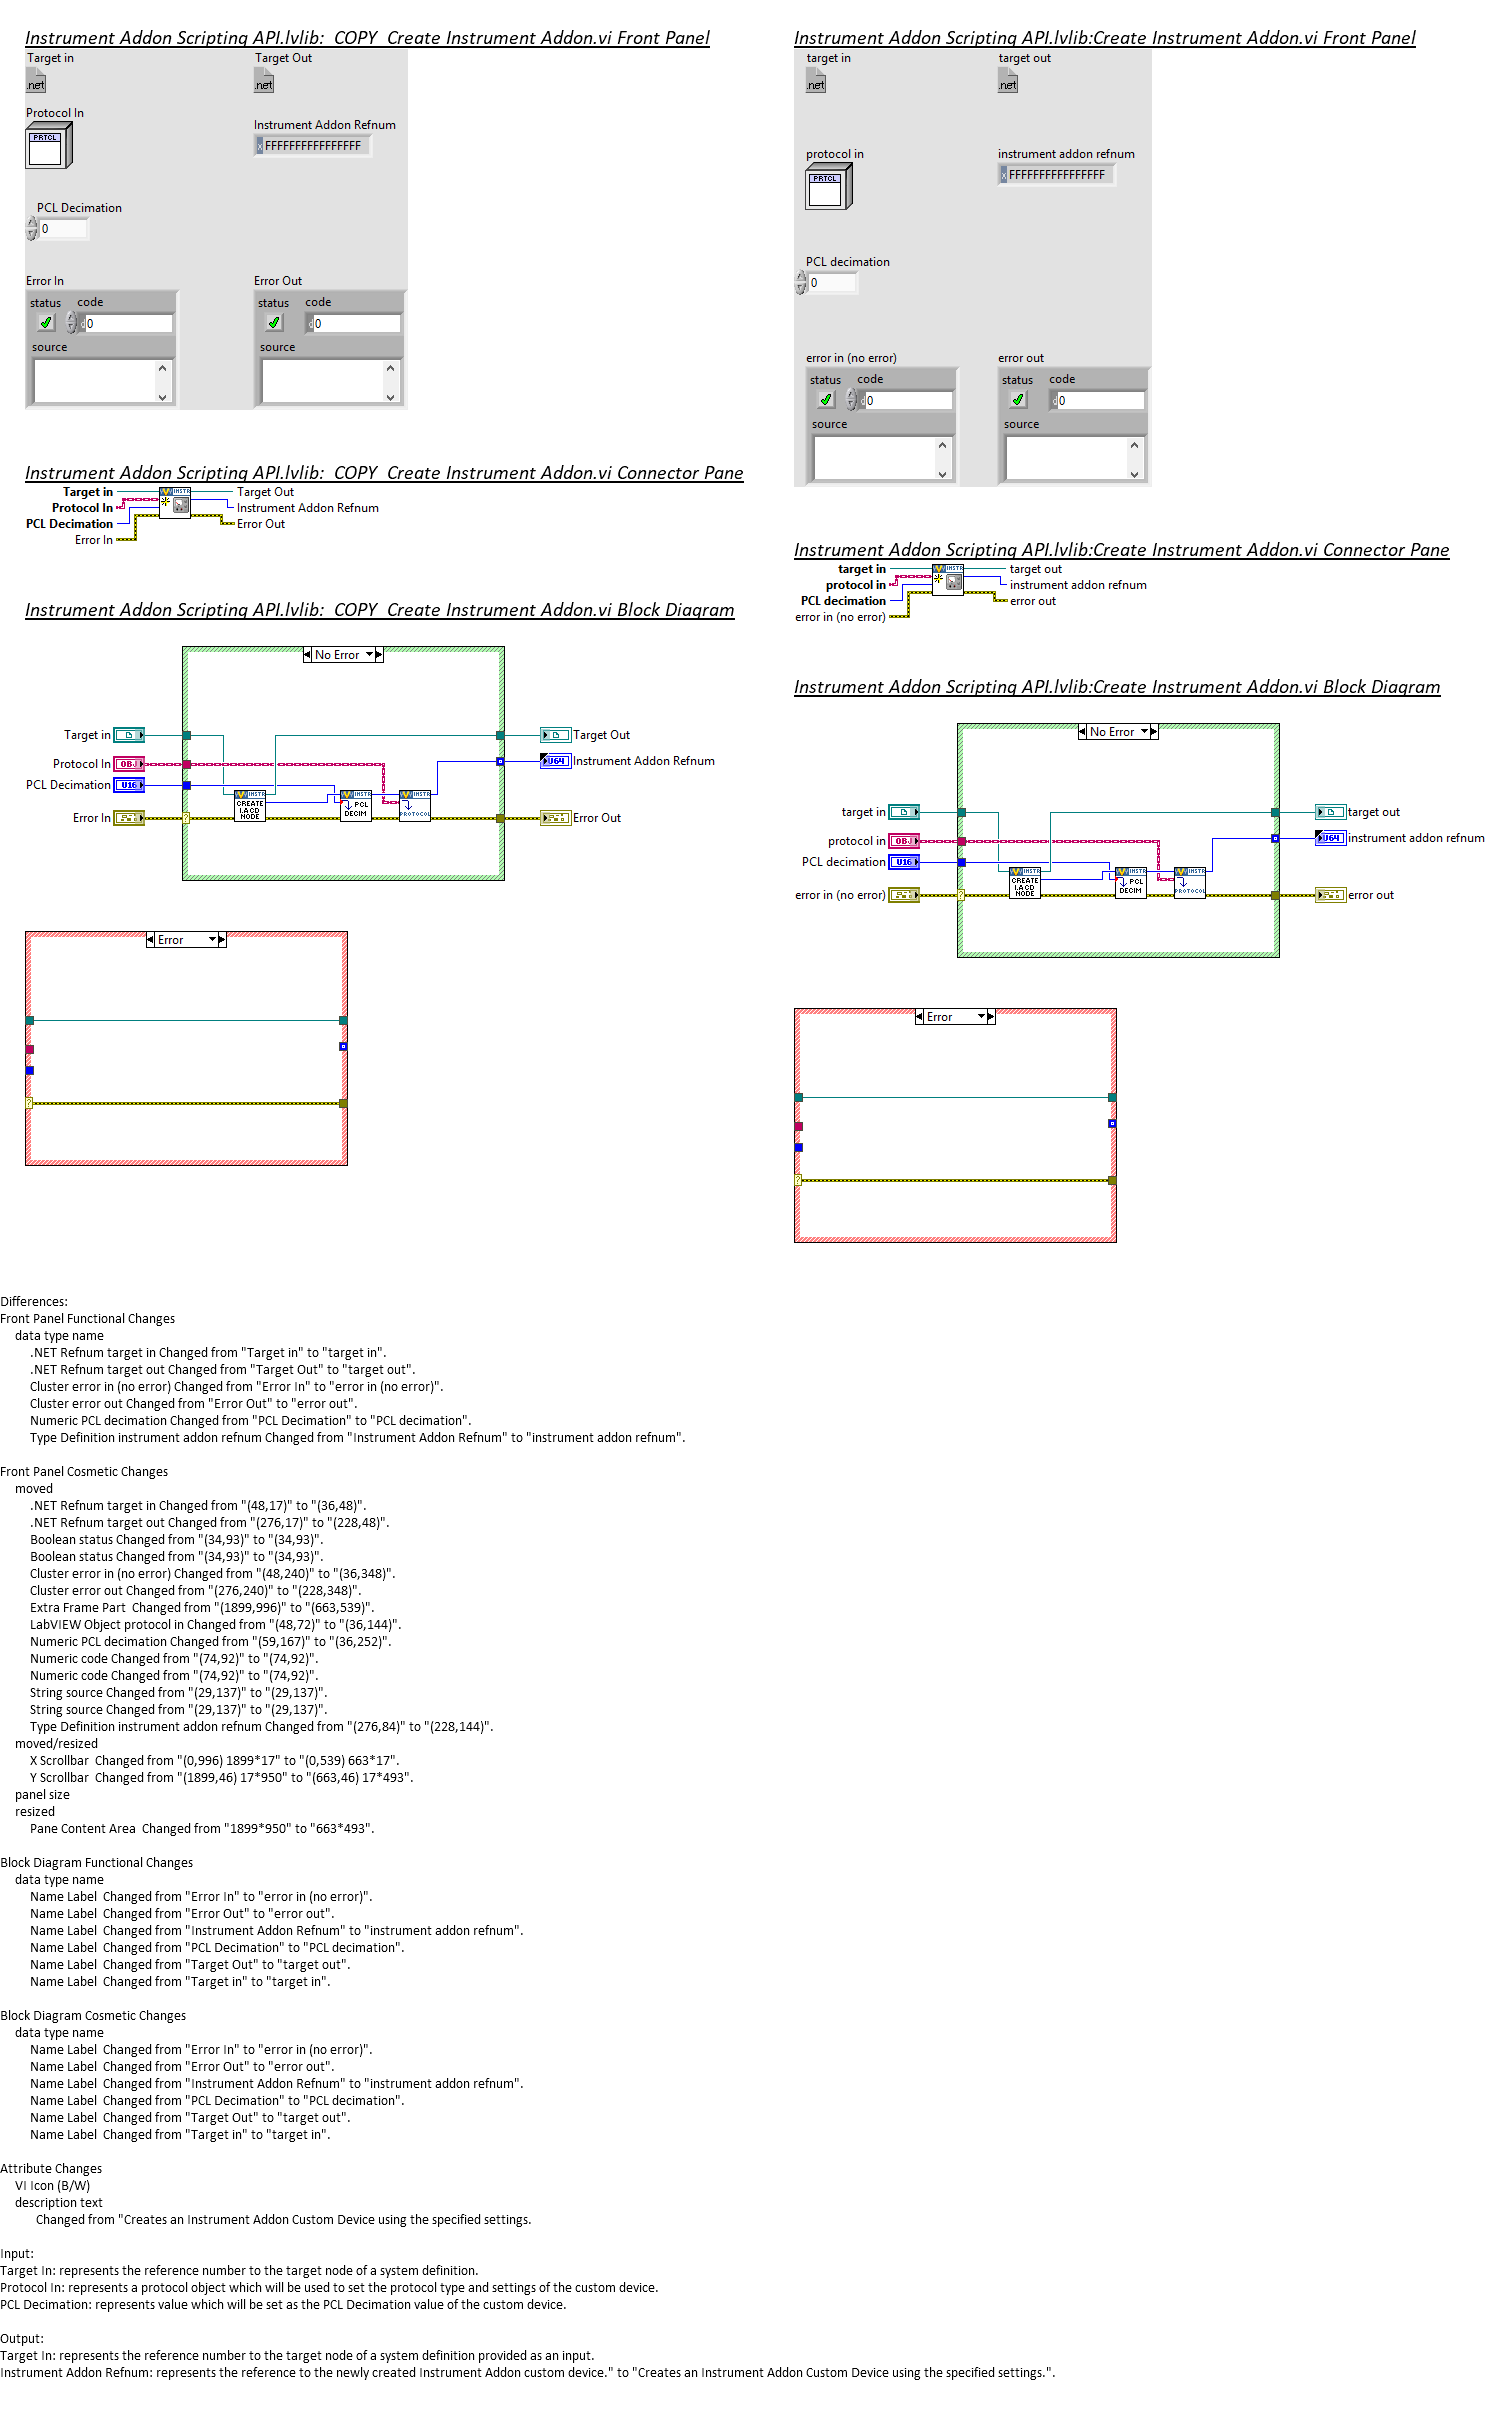 Instrument Addon Scripting API.lvlib:_COPY_Create Instrument Addon.vi Front Panel
Target in
Target Out
.net
.net
Protocol In
PRTCL
Instrument Addon Refnum
x FFFFFFFFFFFFFFFF
PCL Decimation
0
Error In
Error Out
status code
status code
d0
d0
source
source
Instrument Addon Scripting API.lvlib:_COPY_Create Instrument Addon.vi Connector Pane
Target in
Protocol In
PCL Decimation
Error In
INSTR
Target Out
Instrument Addon Refnum
Error Out
Instrument Addon Scripting API.lvlib:_COPY_Create Instrument Addon.vi Block Diagram
No Error
Target in
Target Out
Protocol In
OBJ
U64
Instrument Addon Refnum
PCL Decimation
U16
INSTR
CREATE
I.A CD
NODE
INSTR
PCL
DECIM
INSTR
PROTOCOL
Error In
?
Error Out
Error
?
Instrument Addon Scripting API.lvlib:Create Instrument Addon.vi Front Panel
target in
target out
.net
.net
protocol in
PRTCL
instrument addon refnum
x FFFFFFFFFFFFFFFF
PCL decimation
0
error in (no error)
error out
status code
status code
d0
d0
source
source
Instrument Addon Scripting API.lvlib:Create Instrument Addon.vi Connector Pane
target in
protocol in
PCL decimation
error in (no error)
INSTR
target out
instrument addon refnum
error out
Instrument Addon Scripting API.lvlib:Create Instrument Addon.vi Block Diagram
No Error
target in
target out
protocol in
OBJ
U64
instrument addon refnum
PCL decimation
U16
INSTR
CREATE
I.A CD
NODE
INSTR
PCL
DECIM
INSTR
PROTOCOL
error in (no error)
?
error out
Error
?
Differences:
Front Panel Functional Changes
data type name
.NET Refnum target in Changed from "Target in" to "target in".
.NET Refnum target out Changed from "Target Out" to "target out".
Cluster error in (no error) Changed from "Error In" to "error in (no error)".
Cluster error out Changed from "Error Out" to "error out".
Numeric PCL decimation Changed from "PCL Decimation" to "PCL decimation".
Type Definition instrument addon refnum Changed from "Instrument Addon Refnum" to "instrument addon refnum".
Front Panel Cosmetic Changes
moved
.NET Refnum target in Changed from "(48,17)" to "(36,48)".
.NET Refnum target out Changed from "(276,17)" to "(228,48)".
Boolean status Changed from "(34,93)" to "(34,93)".
Boolean status Changed from "(34,93)" to "(34,93)".
Cluster error in (no error) Changed from "(48,240)" to "(36,348)".
Cluster error out Changed from "(276,240)" to "(228,348)".
Extra Frame Part  Changed from "(1899,996)" to "(663,539)".
LabVIEW Object protocol in Changed from "(48,72)" to "(36,144)".
Numeric PCL decimation Changed from "(59,167)" to "(36,252)".
Numeric code Changed from "(74,92)" to "(74,92)".
Numeric code Changed from "(74,92)" to "(74,92)".
String source Changed from "(29,137)" to "(29,137)".
String source Changed from "(29,137)" to "(29,137)".
Type Definition instrument addon refnum Changed from "(276,84)" to "(228,144)".
moved/resized
X Scrollbar  Changed from "(0,996) 1899*17" to "(0,539) 663*17".
Y Scrollbar  Changed from "(1899,46) 17*950" to "(663,46) 17*493".
panel size
resized
Pane Content Area  Changed from "1899*950" to "663*493".
Block Diagram Functional Changes
data type name
Name Label  Changed from "Error In" to "error in (no error)".
Name Label  Changed from "Error Out" to "error out".
Name Label  Changed from "Instrument Addon Refnum" to "instrument addon refnum".
Name Label  Changed from "PCL Decimation" to "PCL decimation".
Name Label  Changed from "Target Out" to "target out".
Name Label  Changed from "Target in" to "target in".
Block Diagram Cosmetic Changes
data type name
Name Label  Changed from "Error In" to "error in (no error)".
Name Label  Changed from "Error Out" to "error out".
Name Label  Changed from "Instrument Addon Refnum" to "instrument addon refnum".
Name Label  Changed from "PCL Decimation" to "PCL decimation".
Name Label  Changed from "Target Out" to "target out".
Name Label  Changed from "Target in" to "target in".
Attribute Changes
VI Icon (B/W)
description text
Changed from "Creates an Instrument Addon Custom Device using the specified settings.
Input:
Target In: represents the reference number to the target node of a system definition.
Protocol In: represents a protocol object which will be used to set the protocol type and settings of the custom device.
PCL Decimation: represents value which will be set as the PCL Decimation value of the custom device.
Output:
Target In: represents the reference number to the target node of a system definition provided as an input.
Instrument Addon Refnum: represents the reference to the newly created Instrument Addon custom device." to "Creates an Instrument Addon Custom Device using the specified settings.".